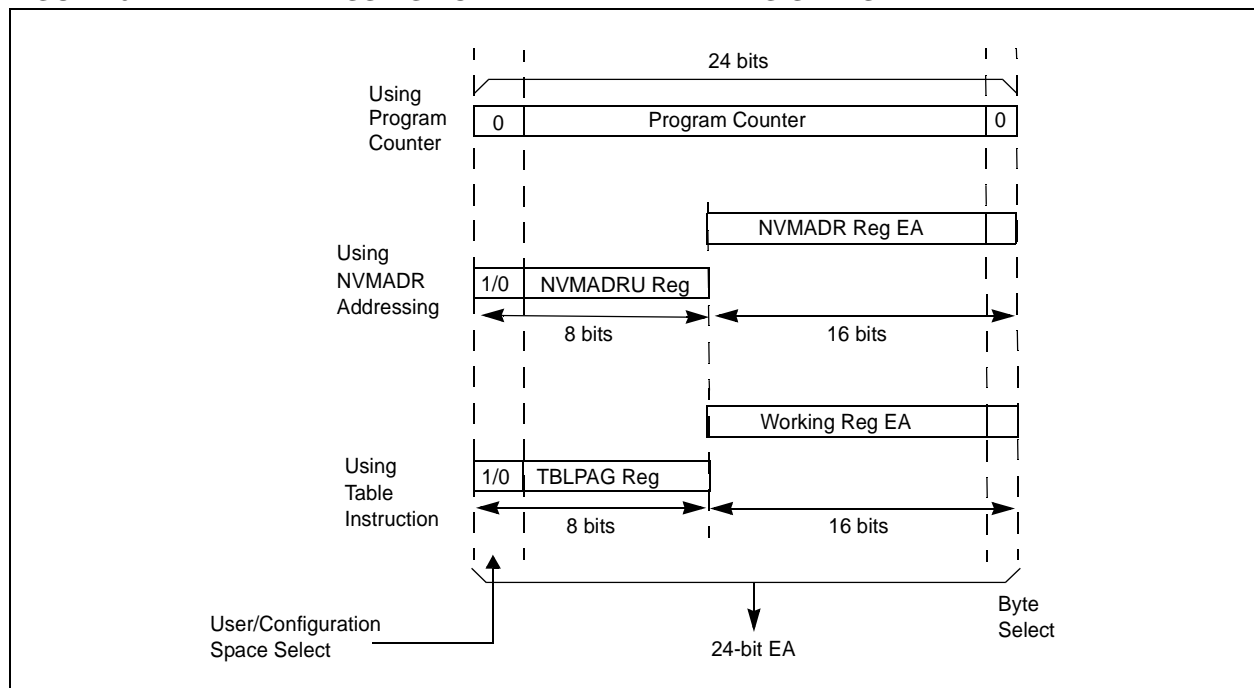 24 bits
Using
Program
Counter
0
Program Counter
0
NVMADR Reg EA
Using
NVMADR
Addressing
1/0
NVMADRU Reg
8 bits
16 bits
Working Reg EA
Using
Table
Instruction
1/0
TBLPAG Reg
8 bits
16 bits
User/Configuration
Space Select
24-bit EA
Byte
Select